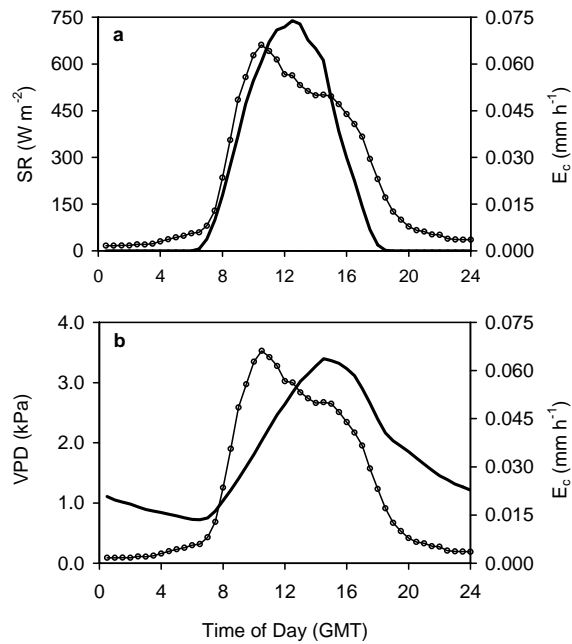 a
750
600
450
300
150
0
SR (W m⁻²)
0.075
0.060
0.045
0.030
0.015
0.000
E꜀ (mm h⁻¹)
0 4 8 12 16 20 24
b
4.0
3.0
2.0
1.0
0.0
VPD (kPa)
0.075
0.060
0.045
0.030
0.015
0.000
E꜀ (mm h⁻¹)
0 4 8 12 16 20 24
Time of Day (GMT)